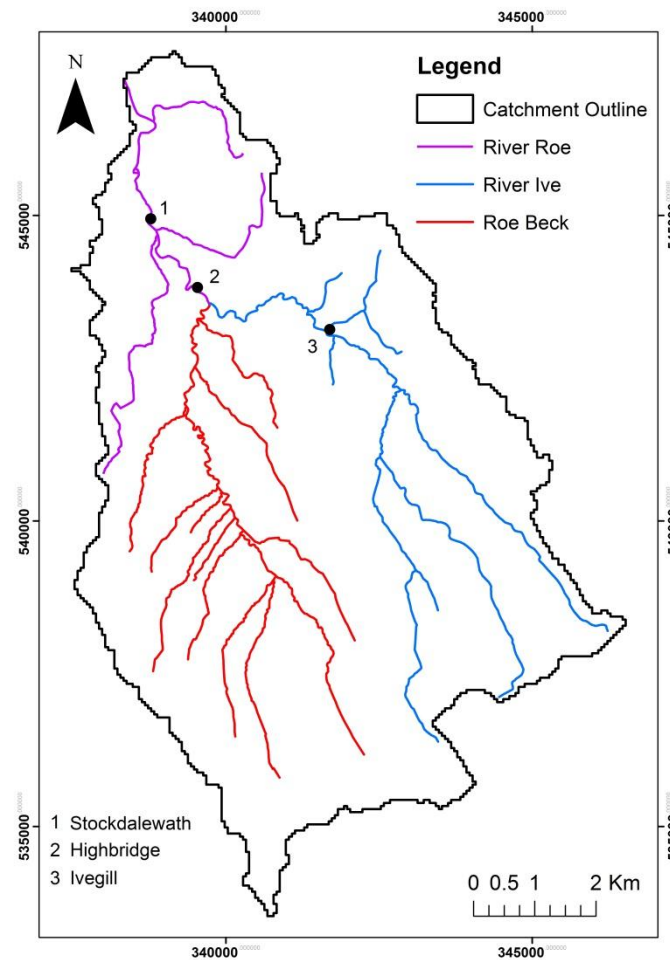 340000
345000
N
Legend
Catchment Outline
River Roe
River Ive
Roe Beck
545000
1
2
3
540000
535000
1 Stockdalewath
2 Highbridge
3 Ivegill
0 0.5 1 2 Km
340000
345000